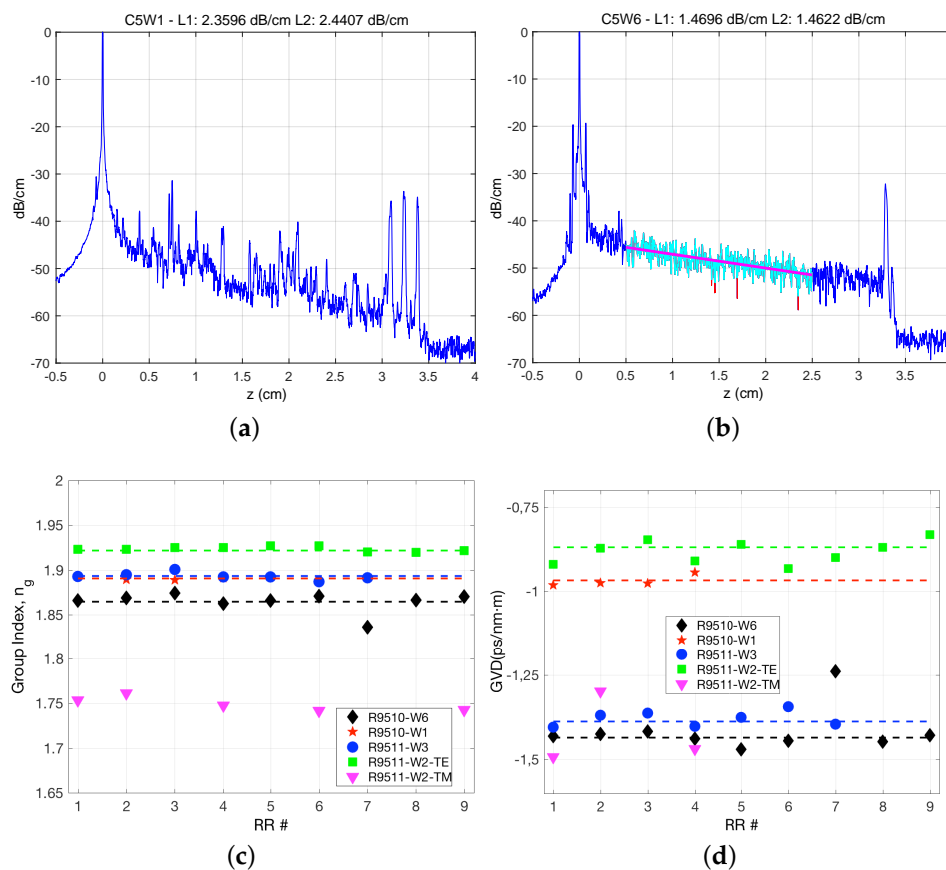 C5W1 - L1: 2.3596 dB/cm L2: 2.4407 dB/cm
0
-10
-20
-30
-40
-50
-60
-70
dB/cm
-0.5 0 0.5 1 1.5 2 2.5 3 3.5 4
z (cm)
(a)
C5W6 - L1: 1.4696 dB/cm L2: 1.4622 dB/cm
0
-10
-20
-30
-40
-50
-60
-70
dB/cm
-0.5 0 0.5 1 1.5 2 2.5 3 3.5
z (cm)
(b)
2
1.95
1.9
1.85
1.8
1.75
1.7
1.65
Group Index, n_g
R9510-W6
R9510-W1
R9511-W3
R9511-W2-TE
R9511-W2-TM
1 2 3 4 5 6 7 8 9
RR #
(c)
-0,75
-1
-1,25
-1,5
GVD(ps/nm·m)
R9510-W6
R9510-W1
R9511-W3
R9511-W2-TE
R9511-W2-TM
1 2 3 4 5 6 7 8 9
RR #
(d)